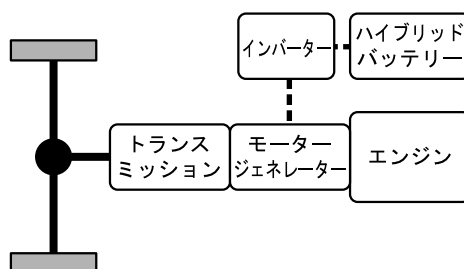 インバーター
ハイブリッド
バッテリー
トランス
ミッション
モーター
ジェネレーター
エンジン